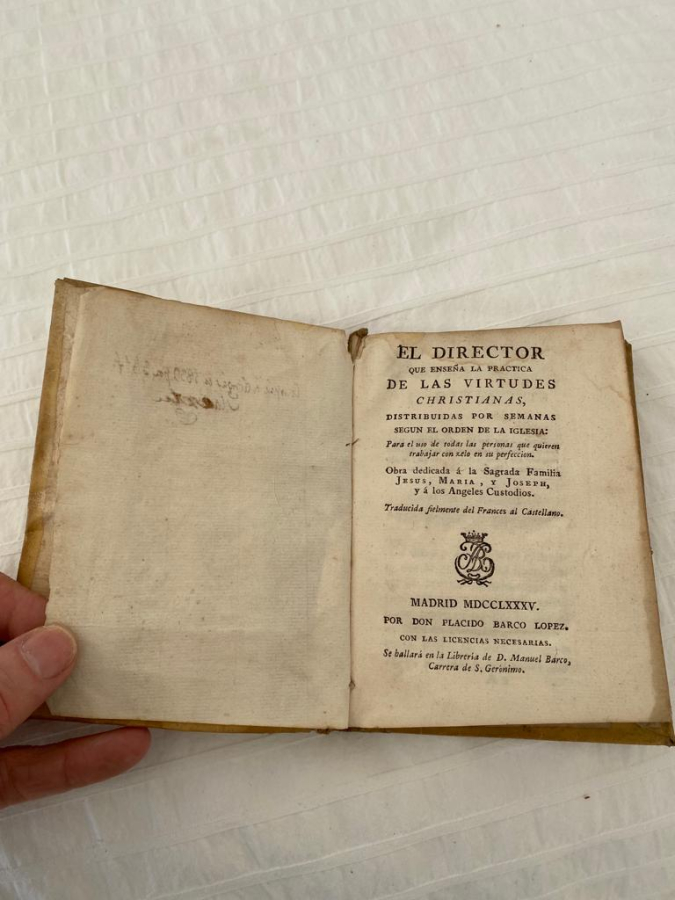 EL DIRECTOR
QUE ENSEÑA LA PRACTICA
DE LAS VIRTUDES
CHRISTIANAS,
DISTRIBUIDAS POR SEMANAS
SEGUN EL ORDEN DE LA IGLESIA:
Para el uso de todas las personas que quieren
trabajar con zelo en su perfeccion.
Obra dedicada á la Sagrada Familia
JESUS, MARIA, Y JOSEPH,
y á los Angeles Custodios.
Traducida fielmente del Frances al Castellano.
MADRID MDCCLXXXV.
POR DON PLACIDO BARCO LOPEZ.
CON LAS LICENCIAS NECESARIAS.
Se hallará en la Librería de D. Manuel Barco,
Carrera de S. Gerónimo.